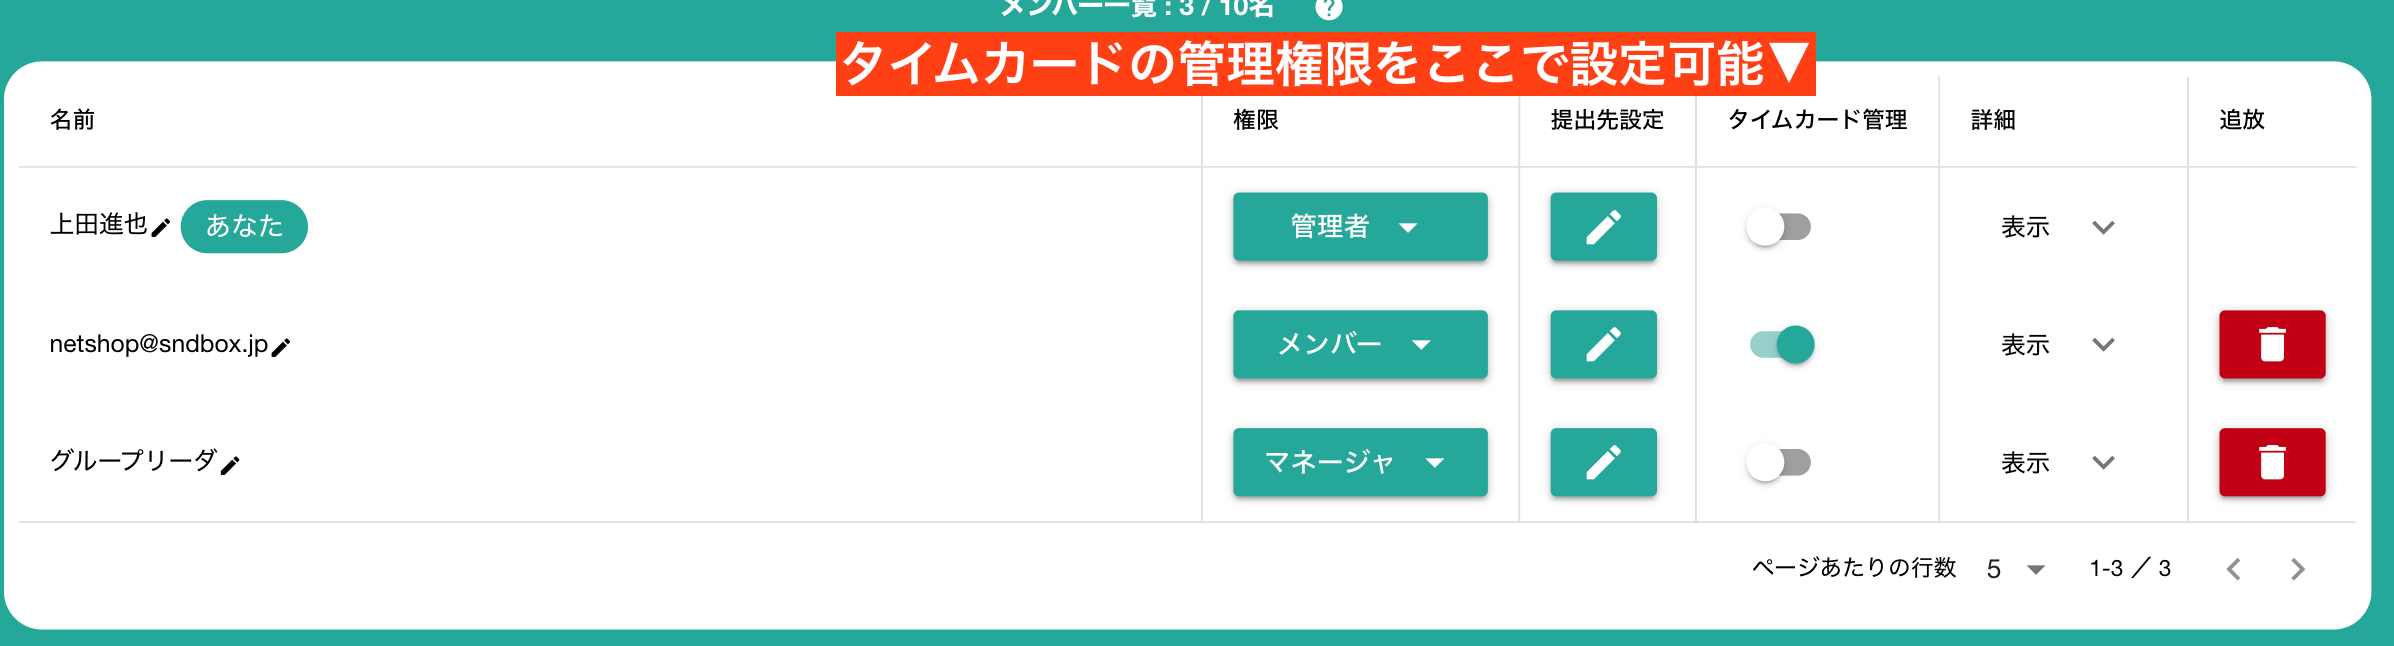 メンバー一覧 : 3 / 10名 ?
タイムカードの管理権限をここで設定可能▼
名前 権限 提出先設定 タイムカード管理 詳細 追放
上田進也 あなた 管理者 表示
netshop@sndbox.jp メンバー 表示
グループリーダ マネージャ 表示
ページあたりの行数 5 1-3 ／ 3